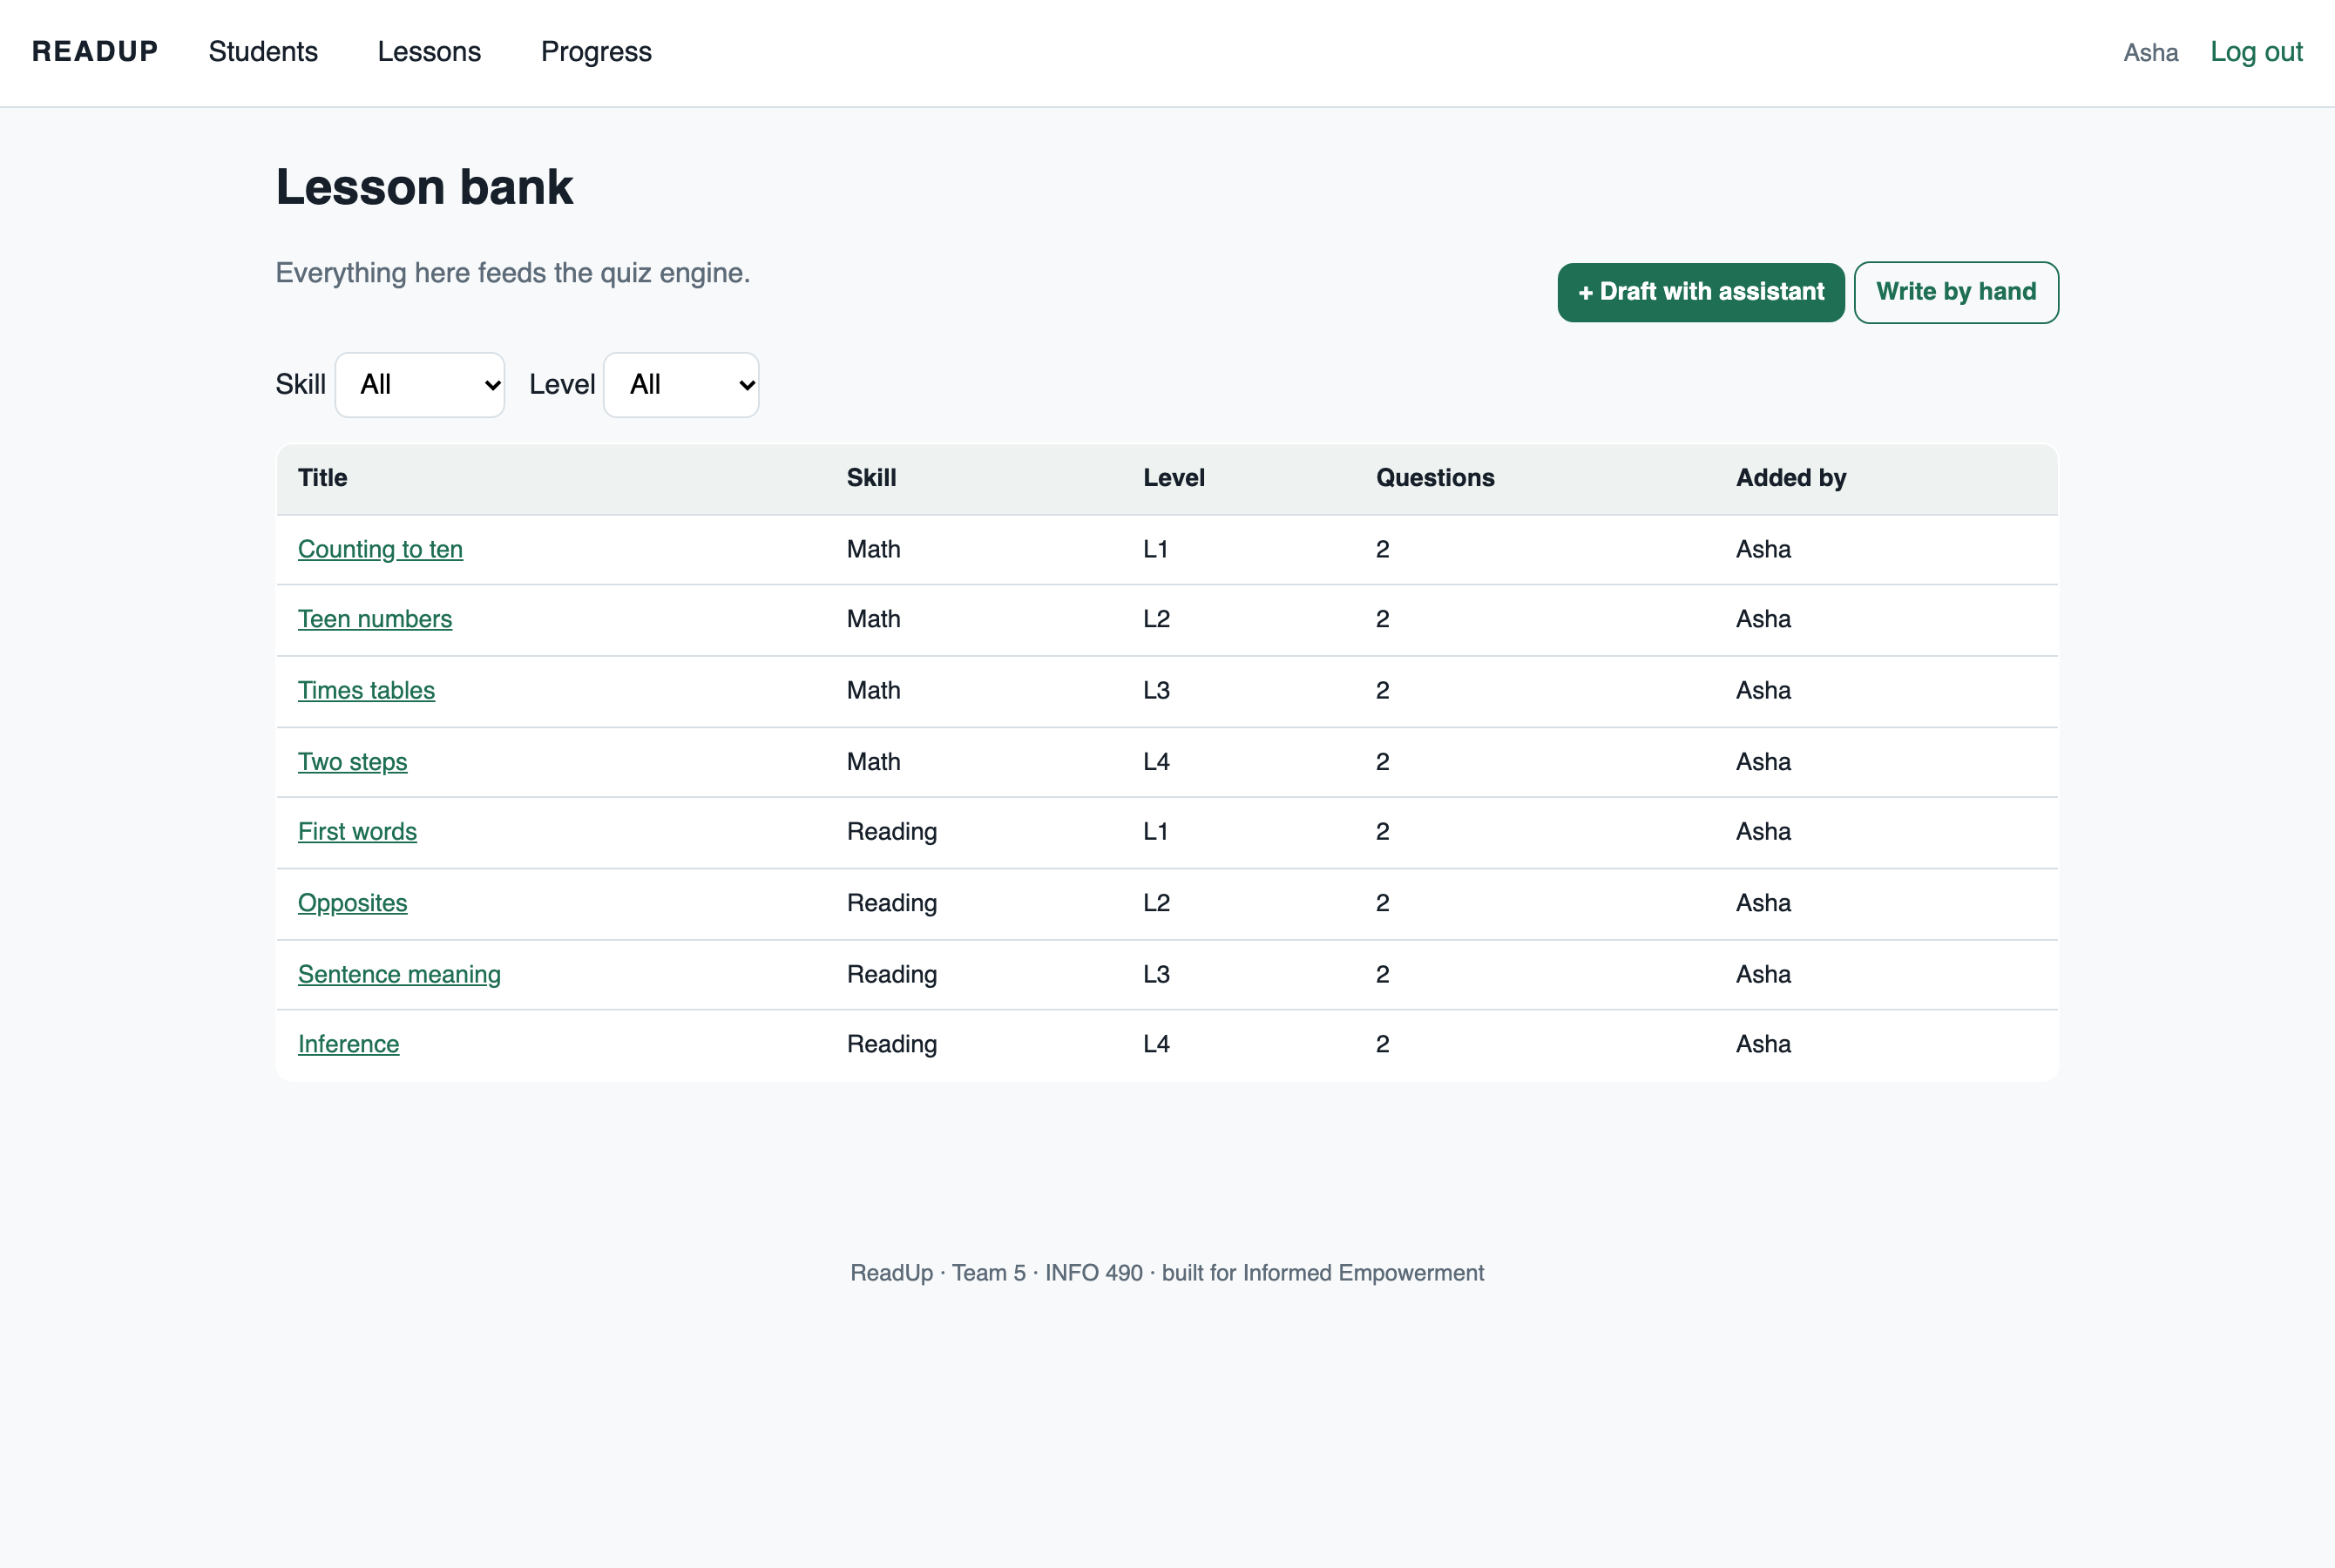 READUP Students Lessons Progress Asha Log out
Lesson bank
Everything here feeds the quiz engine.
+ Draft with assistant Write by hand
Skill All Level All
Title Skill Level Questions Added by
Counting to ten Math L1 2 Asha
Teen numbers Math L2 2 Asha
Times tables Math L3 2 Asha
Two steps Math L4 2 Asha
First words Reading L1 2 Asha
Opposites Reading L2 2 Asha
Sentence meaning Reading L3 2 Asha
Inference Reading L4 2 Asha
ReadUp · Team 5 · INFO 490 · built for Informed Empowerment